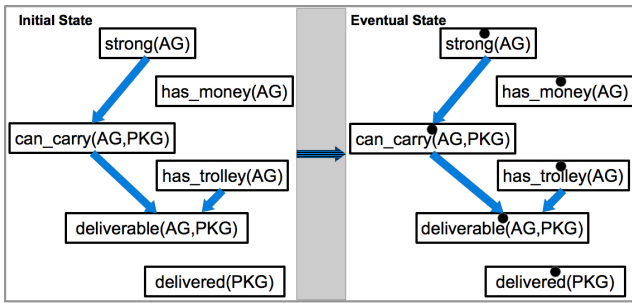 Initial State
strong(AG)
has_money(AG)
can_carry(AG,PKG)
has_trolley(AG)
deliverable(AG,PKG)
delivered(PKG)
Eventual State
strong(AG)
has_money(AG)
can_carry(AG,PKG)
has_trolley(AG)
deliverable(AG,PKG)
delivered(PKG)